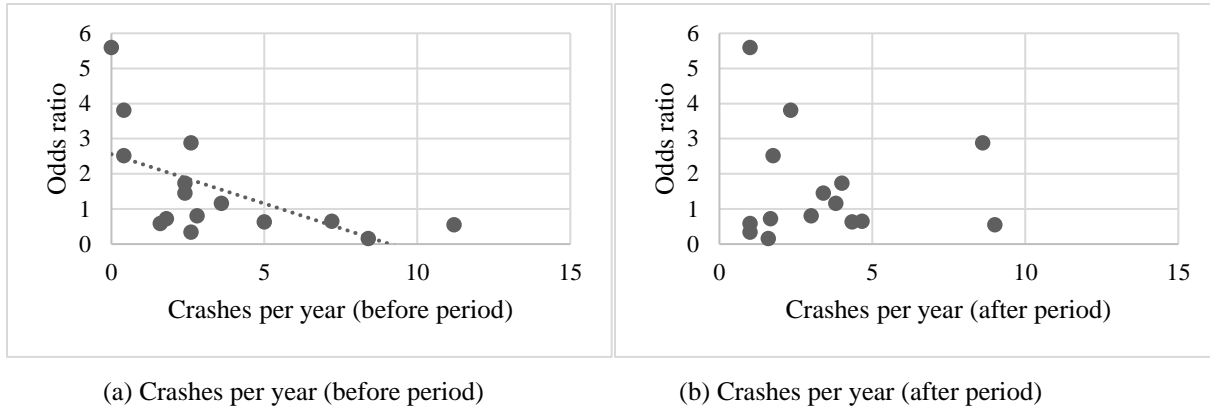 6
5
4
3
2
1
0
Odds ratio
0 5 10 15
Crashes per year (before period)
6
5
4
3
2
1
0
Odds ratio
0 5 10 15
Crashes per year (after period)
(a) Crashes per year (before period)
(b) Crashes per year (after period)